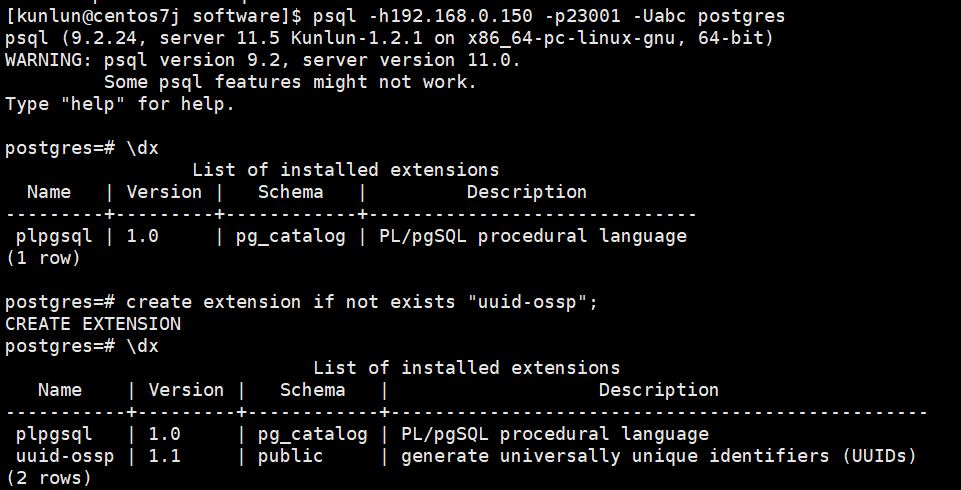 [kunlun@centos7j software]$ psql -h192.168.0.150 -p23001 -Uabc postgres
psql (9.2.24, server 11.5 Kunlun-1.2.1 on x86_64-pc-linux-gnu, 64-bit)
WARNING: psql version 9.2, server version 11.0.
         Some psql features might not work.
Type "help" for help.

postgres=# \dx
                 List of installed extensions
  Name   | Version |   Schema   |         Description
---------+---------+------------+------------------------------
 plpgsql | 1.0     | pg_catalog | PL/pgSQL procedural language
(1 row)

postgres=# create extension if not exists "uuid-ossp";
CREATE EXTENSION
postgres=# \dx
                            List of installed extensions
   Name    | Version |   Schema   |                   Description
-----------+---------+------------+-------------------------------------------------
 plpgsql   | 1.0     | pg_catalog | PL/pgSQL procedural language
 uuid-ossp | 1.1     | public     | generate universally unique identifiers (UUIDs)
(2 rows)